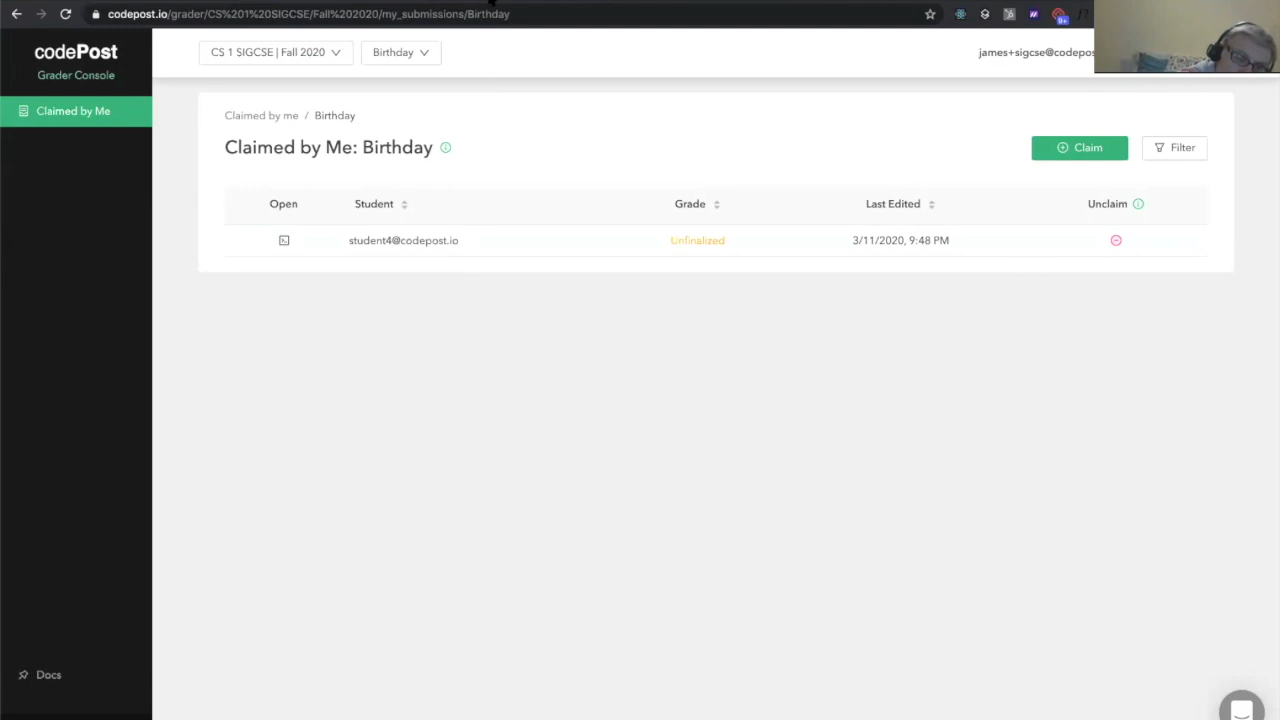 codepost.io/grader/CS%201%20SIGCSE/Fall%202020/my_submissions/Birthday
9+
f?
codePost
Grader Console
CS 1 SIGCSE | Fall 2020
Birthday
james+sigcse@codepos
Claimed by Me
Claimed by me / Birthday
Claimed by Me: Birthday
Claim
Filter
Open
Student
Grade
Last Edited
Unclaim
student4@codepost.io
Unfinalized
3/11/2020, 9:48 PM
Docs